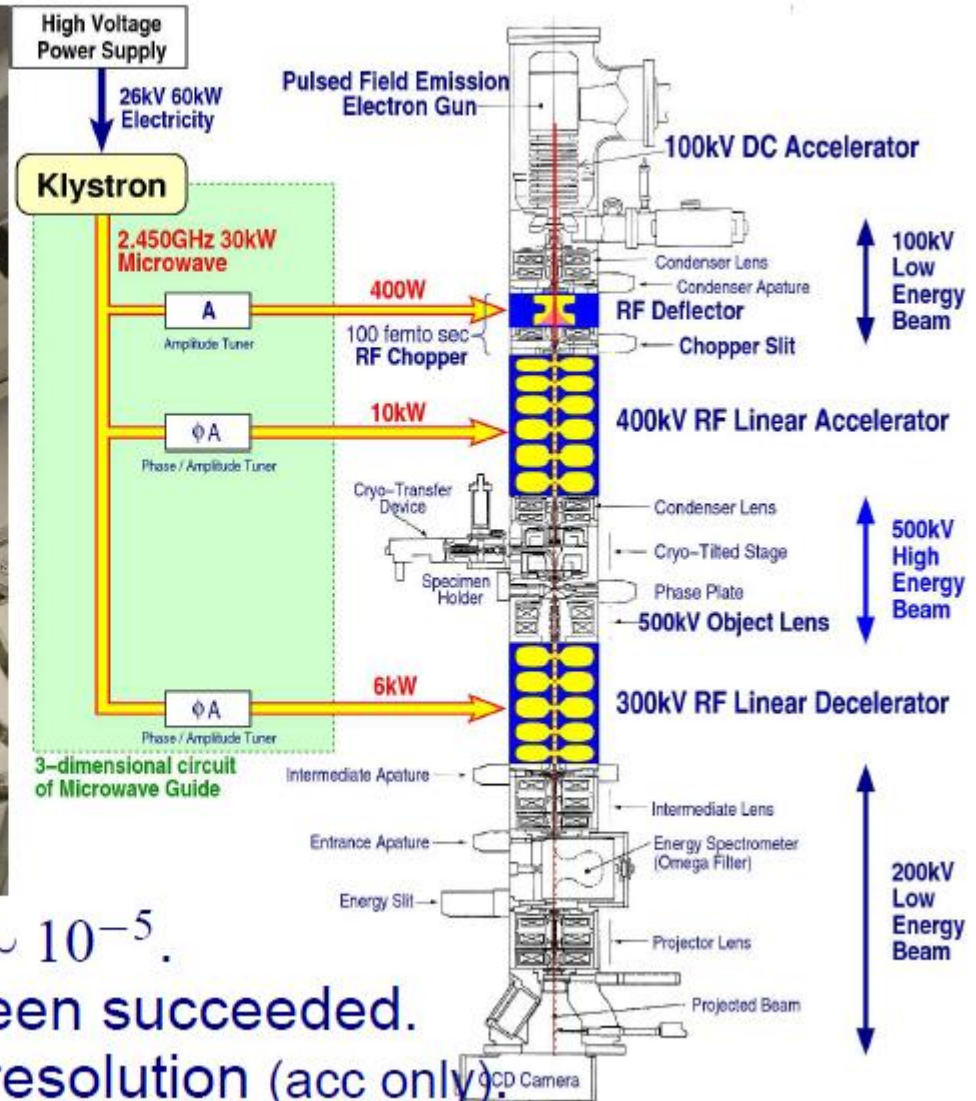 High Voltage
Power Supply
26kV 60kW
Electricity
Klystron
2.450GHz 30kW
Microwave
A
Amplitude Tuner
400W
100 femto sec
RF Chopper
ϕA
Phase / Amplitude Tuner
10kW
ϕA
Phase / Amplitude Tuner
6kW
3-dimensional circuit
of Microwave Guide
Pulsed Field Emission
Electron Gun
100kV DC Accelerator
Condenser Lens
Condenser Apature
RF Deflector
Chopper Slit
100kV
Low
Energy
Beam
400kV RF Linear Accelerator
Cryo-Transfer
Device
Specimen
Holder
Condenser Lens
Cryo-Tilted Stage
Phase Plate
500kV Object Lens
500kV
High
Energy
Beam
300kV RF Linear Decelerator
Intermediate Apature
Entrance Apature
Energy Slit
Intermediate Lens
Energy Spectrometer
(Omega Filter)
Projector Lens
Projected Beam
CCD Camera
200kV
Low
Energy
Beam
10⁻⁵.
succeeded.
resolution (acc only).